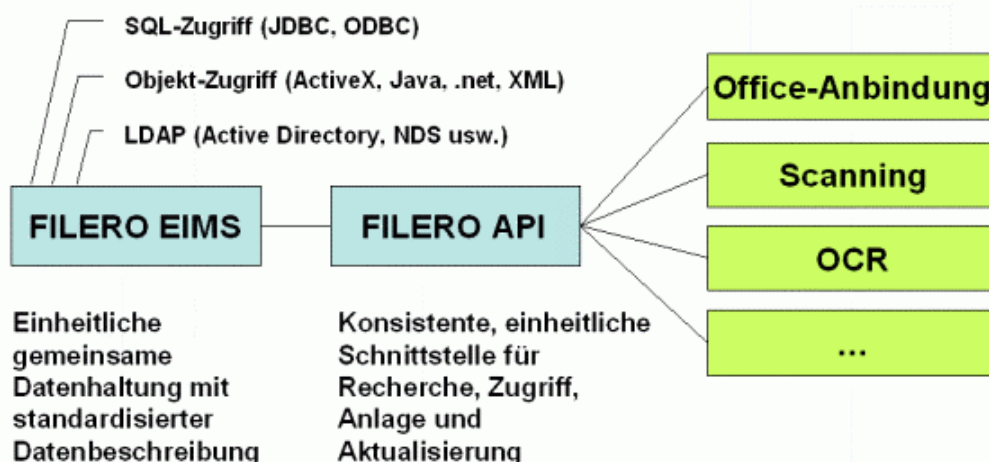 SQL-Zugriff (JDBC, ODBC)
Objekt-Zugriff (ActiveX, Java, .net, XML)
LDAP (Active Directory, NDS usw.)
FILERO EIMS
FILERO API
Office-Anbindung
Scanning
OCR
...
Einheitliche
gemeinsame
Datenhaltung mit
standardisierter
Datenbeschreibung
Konsistente, einheitliche
Schnittstelle für
Recherche, Zugriff,
Anlage und
Aktualisierung